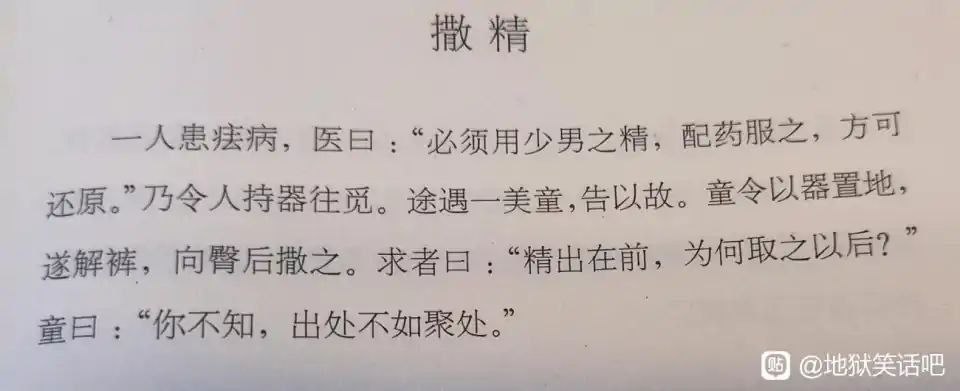 撒精
一人患痃病，医曰：“必须用少男之精，配药服之，方可
还原。”乃令人持器往觅。途遇一美童，告以故。童令以器置地，
遂解裤，向臀后撒之。求者曰：“精出在前，为何取之以后？”
童曰：“你不知，出处不如聚处。”
贴 @地狱笑话吧